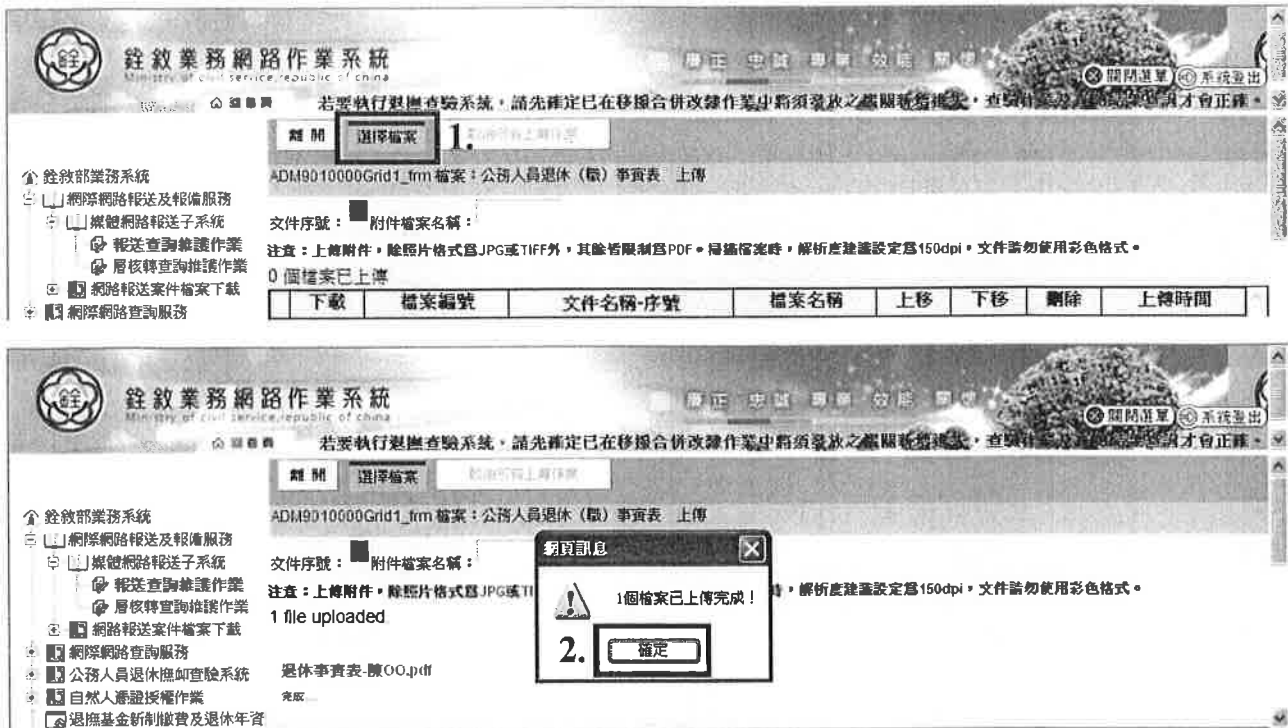 銓敘業務網路作業系統
Ministry of civil service,republic of china
關閉選單
系統登出
若要執行退撫查驗系統,請先確定已在移撥合併改隸作業中將須發放之機關新增
才會正確。
離開 選擇檔案 1.
ADM9010000Grid1_frm 檔案:公務人員退休(職)事實表 上傳
銓敘部業務系統
網際網路報送及報備服務
媒體網路報送子系統
報送查詢維護作業
層核轉查詢維護作業
網路報送案件檔案下載
網際網路查詢服務
文件序號: 附件檔案名稱:
注意:上傳附件,除照片格式為JPG或TIFF外,其餘皆限制為PDF。掃描檔案時,解析度建議設定為150dpi,文件請勿使用彩色格式。
0 個檔案已上傳
下載 檔案編號 文件名稱-序號 檔案名稱 上移 下移 刪除 上傳時間
銓敘業務網路作業系統
Ministry of civil service,republic of china
關閉選單
系統登出
若要執行退撫查驗系統,請先確定已在移撥合併改隸作業中將須發放之機關新增
才會正確。
離開 選擇檔案
ADM9010000Grid1_frm 檔案:公務人員退休(職)事實表 上傳
銓敘部業務系統
網際網路報送及報備服務
媒體網路報送子系統
報送查詢維護作業
層核轉查詢維護作業
網路報送案件檔案下載
網際網路查詢服務
公務人員退休撫卹查驗系統
自然人憑證授權作業
退撫基金新制繳費及退休年資
文件序號: 附件檔案名稱:
注意:上傳附件,除照片格式為JPG或TI
時,解析度建議設定為150dpi,文件請勿使用彩色格式。
1 file uploaded
退休事實表-陳OO.pdf
完成
網頁訊息
1個檔案已上傳完成!
2. 確定